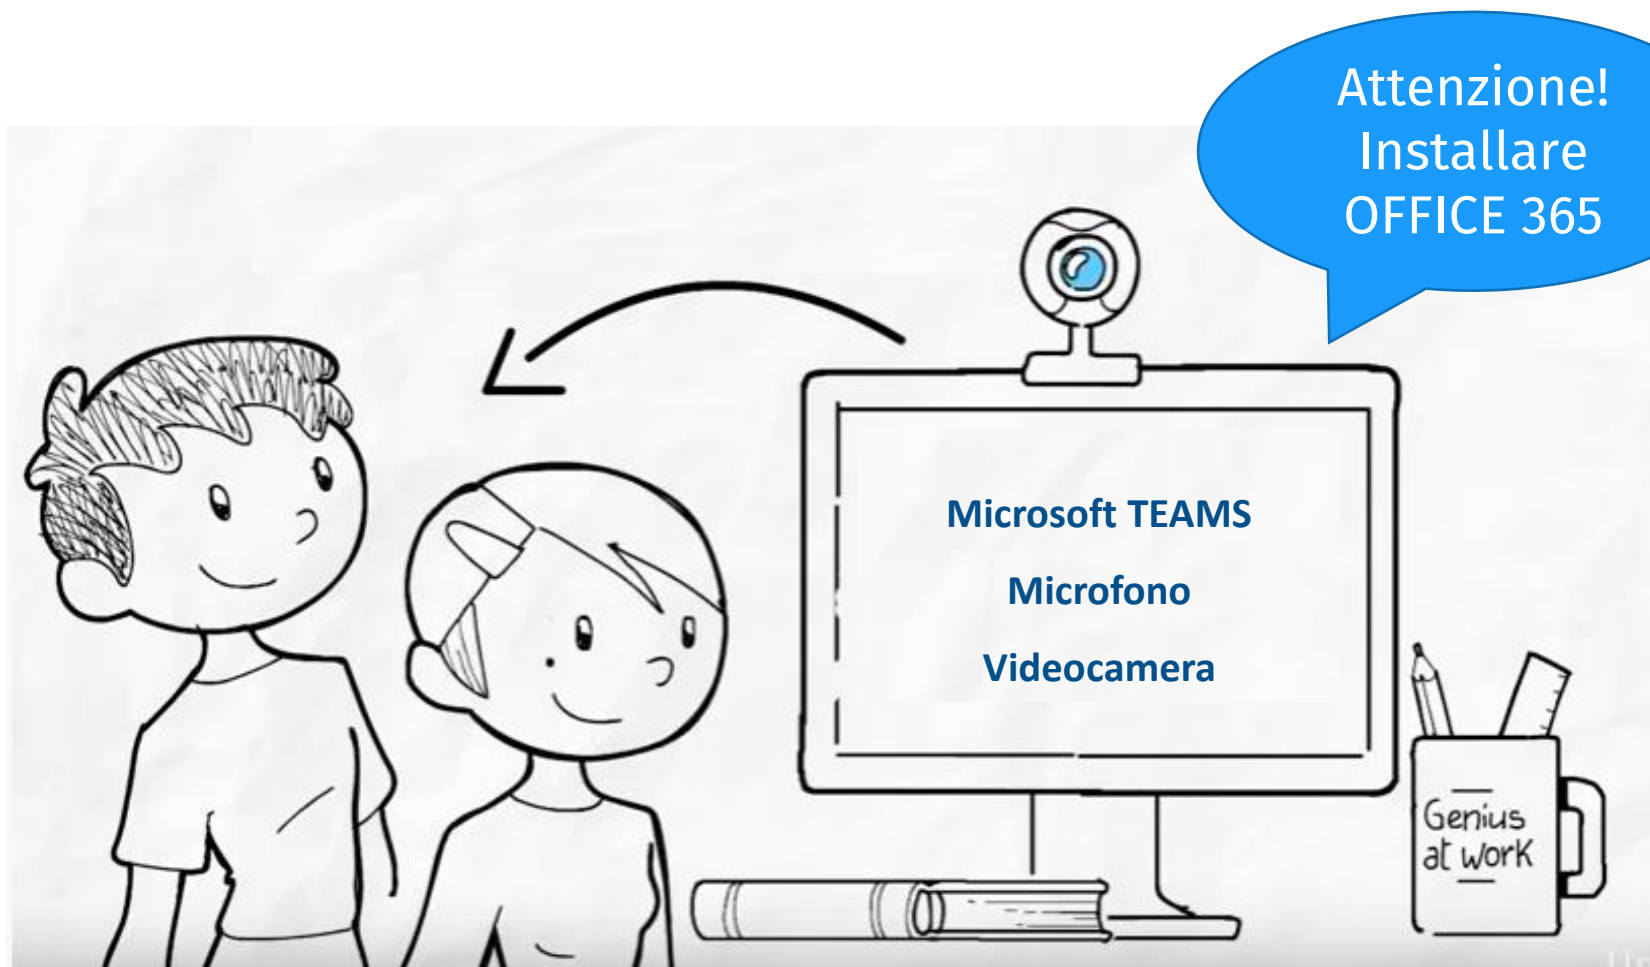 Attenzione!
Installare
OFFICE 365
Microsoft TEAMS
Microfono
Videocamera
Genius
at work